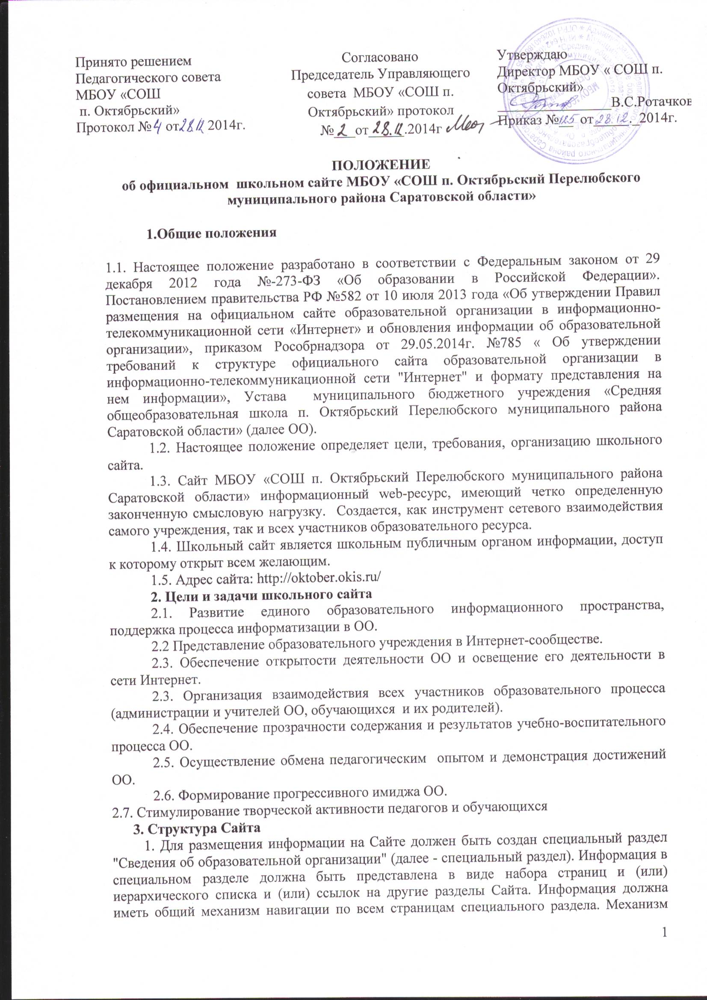 Принято решением
Педагогического совета
МБОУ «СОШ
п. Октябрьский»
Протокол №4 от28.12 2014г.
Согласовано
Председатель Управляющего
совета МБОУ «СОШ п.
Октябрьский» протокол
№_2_от_28.12.2014г
Утверждаю
Директор МБОУ « СОШ п.
Октябрьский»
В.С.Ротачков
Приказ №125 от 28.12._2014г.
ПОЛОЖЕНИЕ
об официальном школьном сайте МБОУ «СОШ п. Октябрьский Перелюбского
муниципального района Саратовской области»
1.Общие положения
1.1. Настоящее положение разработано в соответствии с Федеральным законом от 29
декабря 2012 года №-273-ФЗ «Об образовании в Российской Федерации».
Постановлением правительства РФ №582 от 10 июля 2013 года «Об утверждении Правил
размещения на официальном сайте образовательной организации в информационно-
телекоммуникационной сети «Интернет» и обновления информации об образовательной
организации», приказом Рособрнадзора от 29.05.2014г. №785 « Об утверждении
требований к структуре официального сайта образовательной организации в
информационно-телекоммуникационной сети "Интернет" и формату представления на
нем информации», Устава муниципального бюджетного учреждения «Средняя
общеобразовательная школа п. Октябрьский Перелюбского муниципального района
Саратовской области» (далее ОО).
1.2. Настоящее положение определяет цели, требования, организацию школьного
сайта.
1.3. Сайт МБОУ «СОШ п. Октябрьский Перелюбского муниципального района
Саратовской области» информационный web-ресурс, имеющий четко определенную
законченную смысловую нагрузку. Создается, как инструмент сетевого взаимодействия
самого учреждения, так и всех участников образовательного ресурса.
1.4. Школьный сайт является школьным публичным органом информации, доступ
к которому открыт всем желающим.
1.5. Адрес сайта: http://oktober.okis.ru/
2. Цели и задачи школьного сайта
2.1. Развитие единого образовательного информационного пространства,
поддержка процесса информатизации в ОО.
2.2 Представление образовательного учреждения в Интернет-сообществе.
2.3. Обеспечение открытости деятельности ОО и освещение его деятельности в
сети Интернет.
2.3. Организация взаимодействия всех участников образовательного процесса
(администрации и учителей ОО, обучающихся и их родителей).
2.4. Обеспечение прозрачности содержания и результатов учебно-воспитательного
процесса ОО.
2.5. Осуществление обмена педагогическим опытом и демонстрация достижений
ОО.
2.6. Формирование прогрессивного имиджа ОО.
2.7. Стимулирование творческой активности педагогов и обучающихся
3. Структура Сайта
1. Для размещения информации на Сайте должен быть создан специальный раздел
"Сведения об образовательной организации" (далее - специальный раздел). Информация в
специальном разделе должна быть представлена в виде набора страниц и (или)
иерархического списка и (или) ссылок на другие разделы Сайта. Информация должна
иметь общий механизм навигации по всем страницам специального раздела. Механизм
1